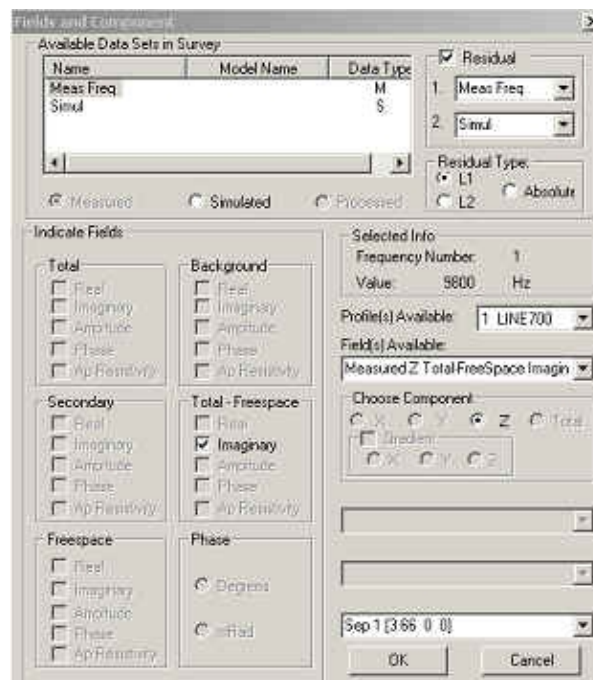 Fields and Component
Available Data Sets in Survey
Name Model Name Data Type
Meas Freq M
Simul S
Measured Simulated Processed
Residual
1. Meas Freq
2. Simul
Residual Type:
L1
L2
Absolute
Indicate Fields
Total
Real
Imaginary
Amplitude
Phase
Ap Resistivity
Background
Real
Imaginary
Amplitude
Phase
Ap Resistivity
Secondary
Real
Imaginary
Amplitude
Phase
Ap Resistivity
Total - Freespace
Real
Imaginary
Amplitude
Phase
Ap Resistivity
Freespace
Real
Imaginary
Amplitude
Phase
Ap Resistivity
Phase
Degrees
mRad
Selected Info
Frequency Number: 1
Value: 9800 Hz
Profile(s) Available: 1 LINE700
Field(s) Available:
Measured Z Total-FreeSpace Imagin
Choose Component
X Y Z Total
Gradient
X Y Z
Sep 1 [3.66 0 0]
OK Cancel